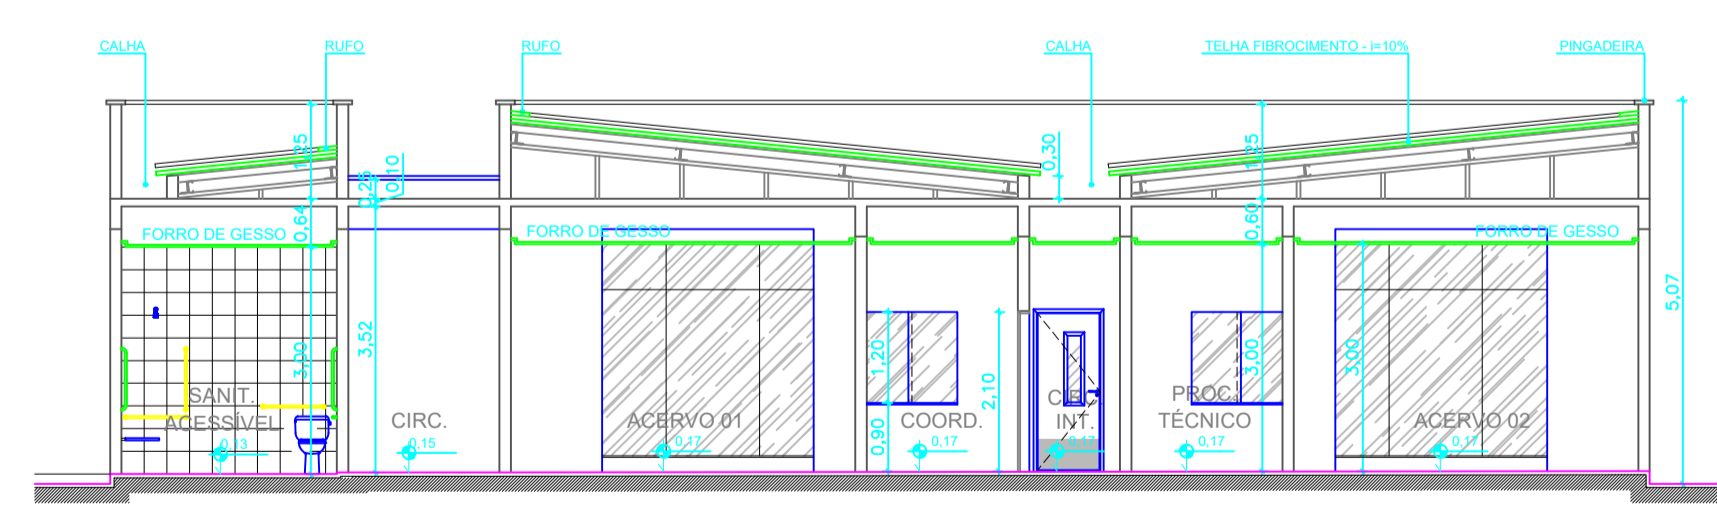 CALHA
RUFO
RUFO
CALHA
TELHA FIBROCIMENTO - i=10%
PINGADEIRA
1,25
0,25
0,10
0,30
1,25
0,64
0,60
FORRO DE GESSO
FORRO DE GESSO
FORRO DE GESSO
5,07
3,00
3,52
1,20
2,10
3,00
3,00
0,90
SANIT.
ACESSÍVEL
CIRC.
ACERVO 01
COORD.
CIR.
INT.
PROC.
TÉCNICO
ACERVO 02
0,13
0,15
0,17
0,17
0,17
0,17
0,17